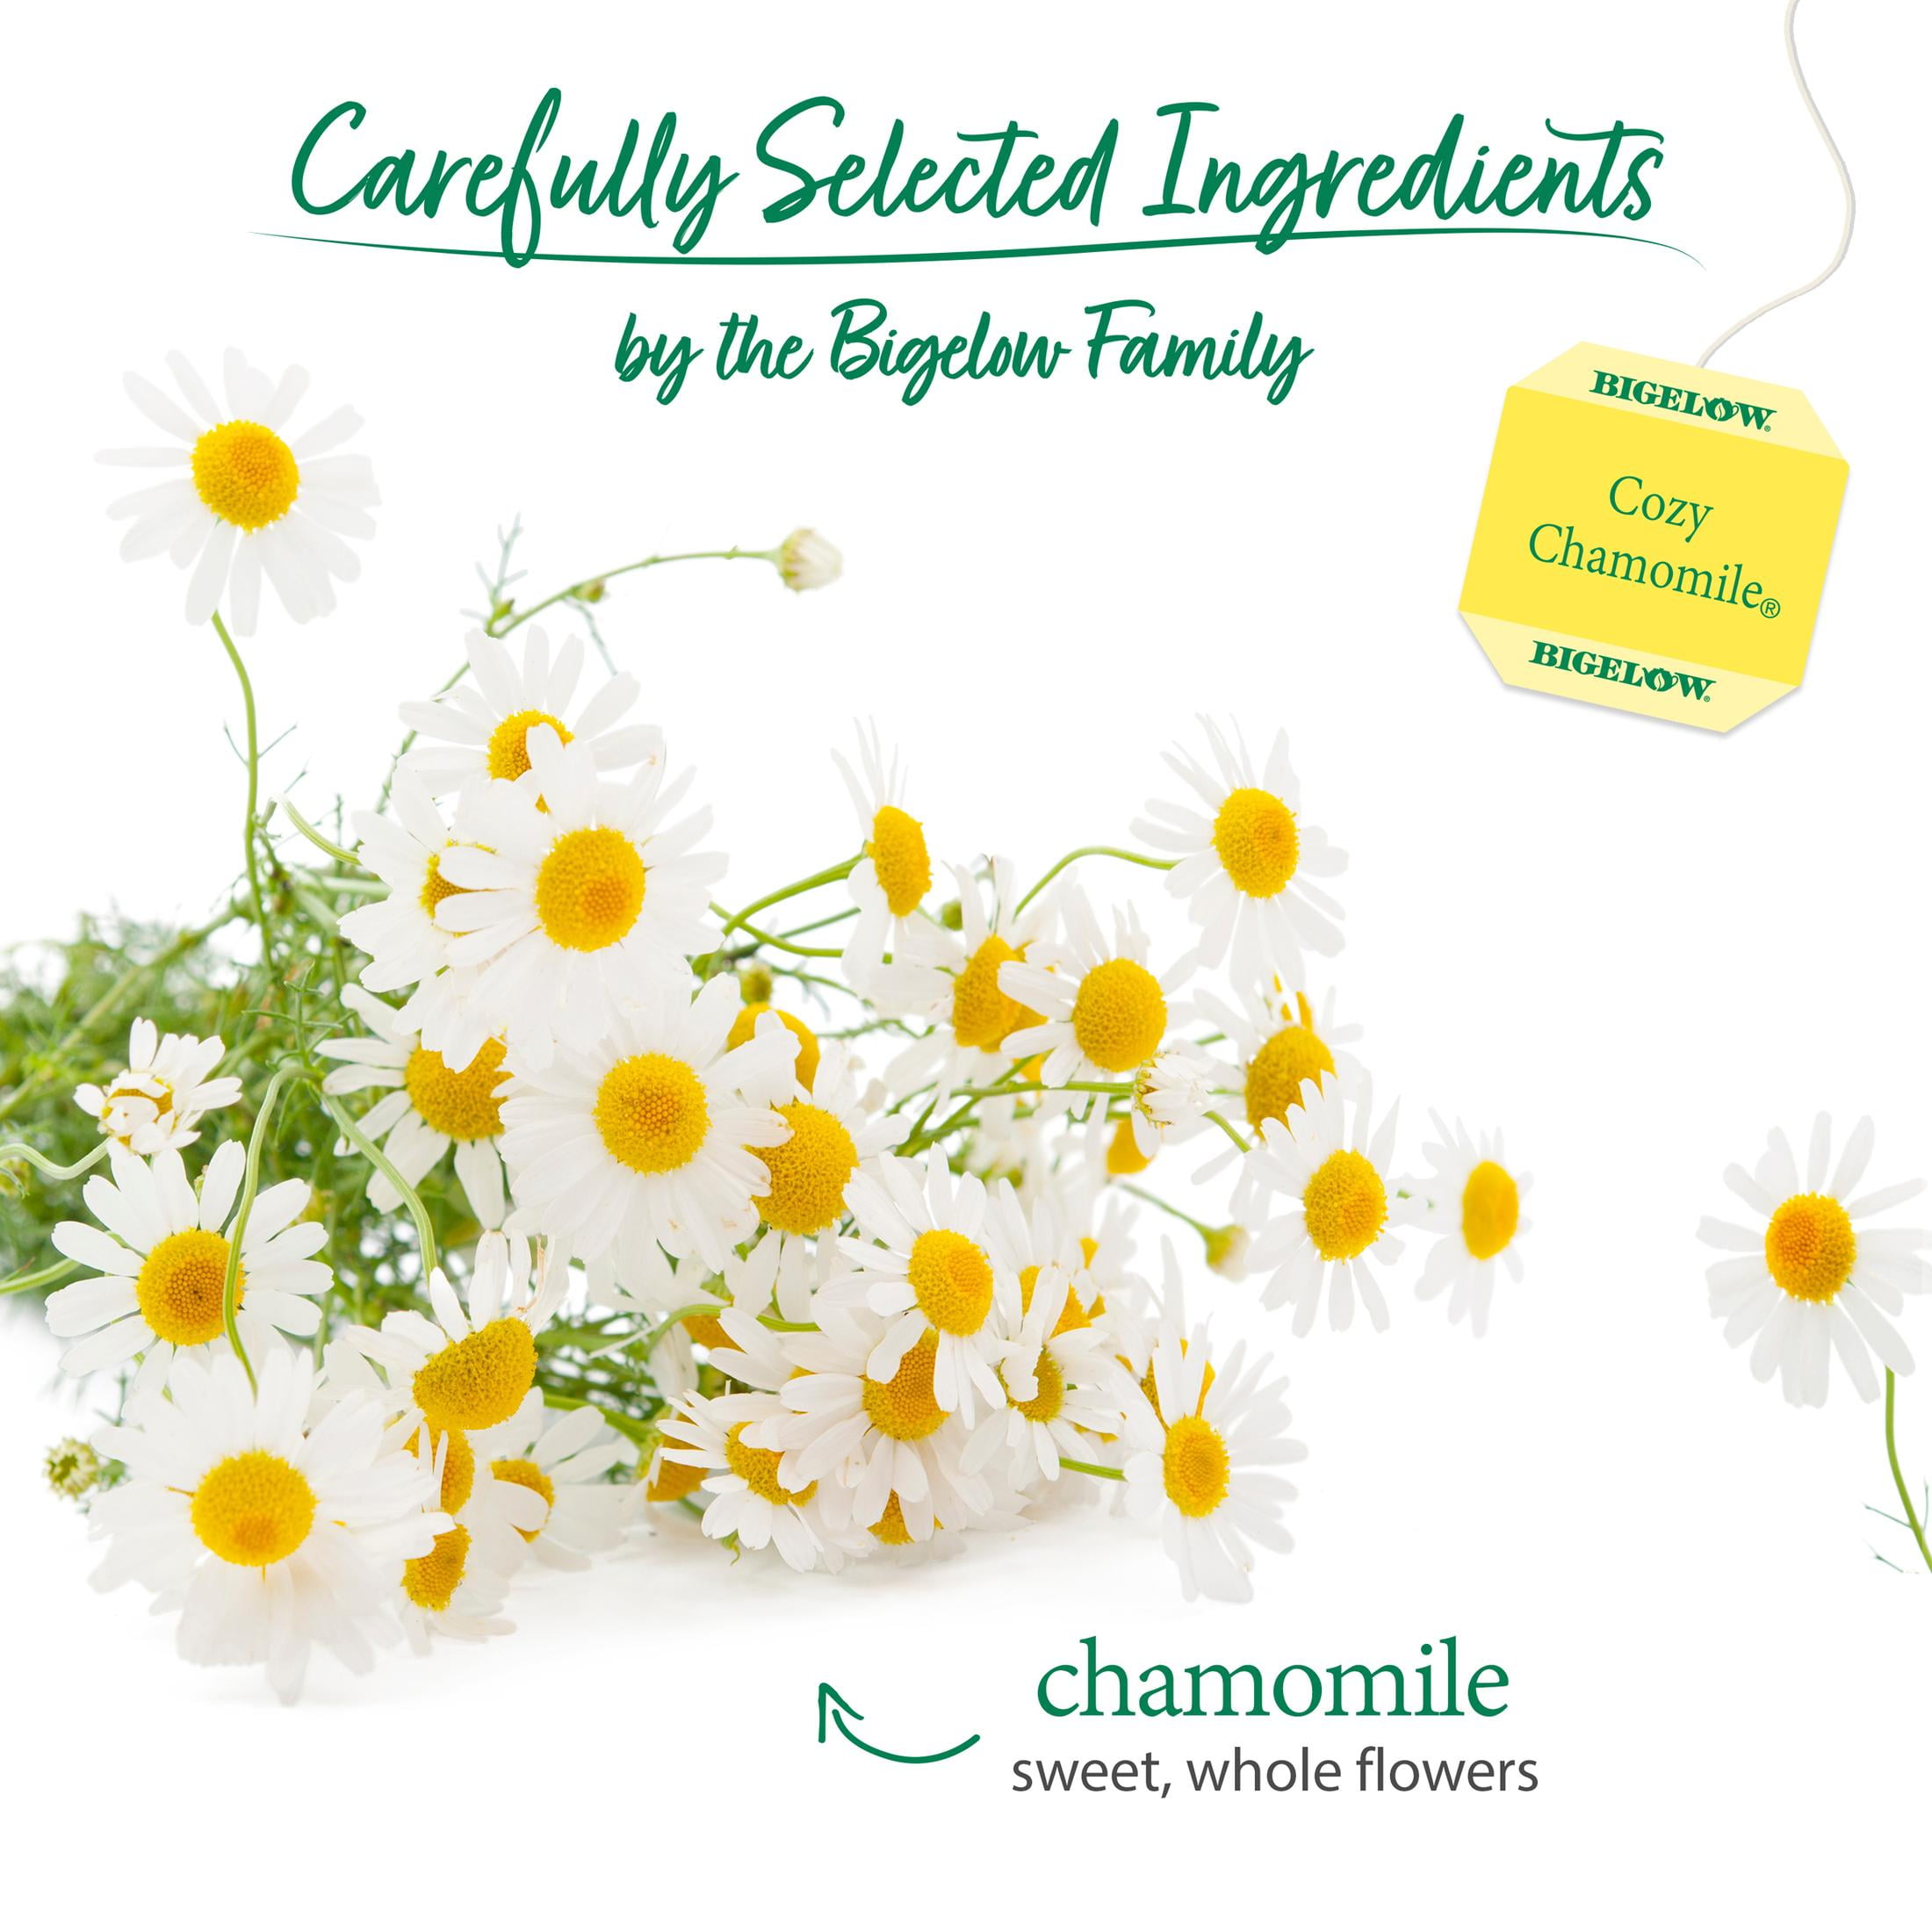 Carefully Selected Ingredients
by the Bigelow Family
BIGELOW®
Cozy
Chamomile®
BIGELOW®
chamomile
sweet, whole flowers